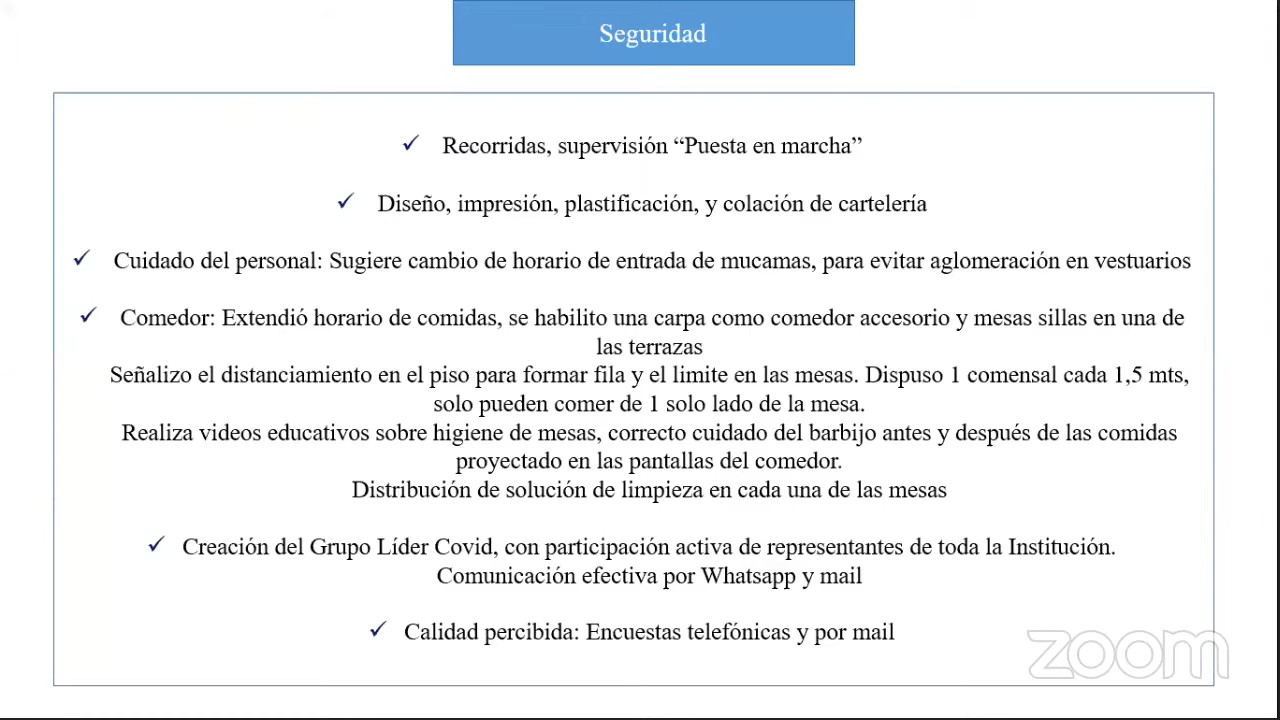 Seguridad
✓ Recorridas, supervisión “Puesta en marcha”
✓ Diseño, impresión, plastificación, y colación de cartelería
✓ Cuidado del personal: Sugiere cambio de horario de entrada de mucamas, para evitar aglomeración en vestuarios
✓ Comedor: Extendió horario de comidas, se habilito una carpa como comedor accesorio y mesas sillas en una de
las terrazas
Señalizo el distanciamiento en el piso para formar fila y el limite en las mesas. Dispuso 1 comensal cada 1,5 mts,
solo pueden comer de 1 solo lado de la mesa.
Realiza videos educativos sobre higiene de mesas, correcto cuidado del barbijo antes y después de las comidas
proyectado en las pantallas del comedor.
Distribución de solución de limpieza en cada una de las mesas
✓ Creación del Grupo Líder Covid, con participación activa de representantes de toda la Institución.
Comunicación efectiva por Whatsapp y mail
✓ Calidad percibida: Encuestas telefónicas y por mail
zoom